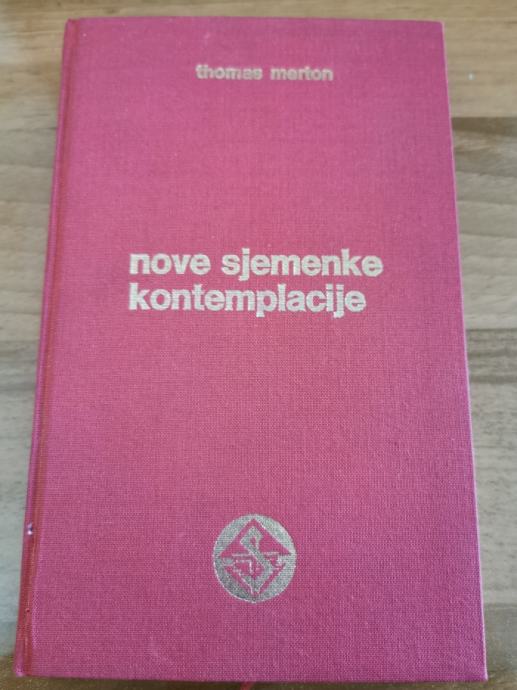 thomas merton
nove sjemenke
kontemplacije